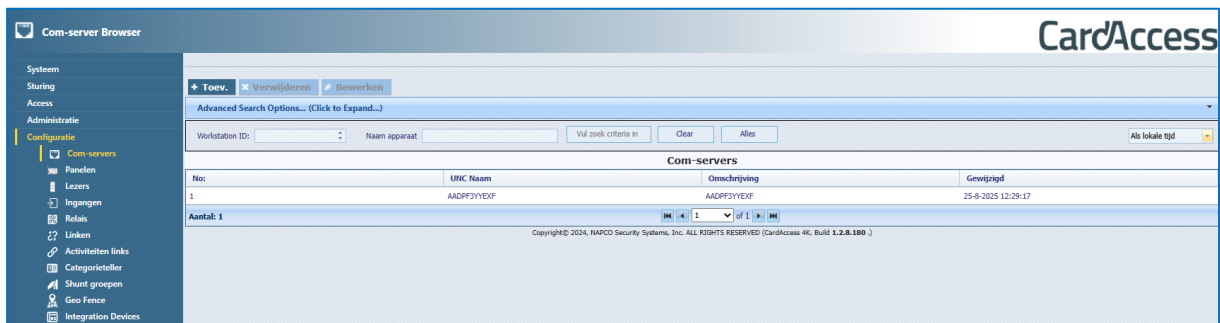 Com-server Browser
CardAccess
Systeem
Sturing
Access
Administratie
Configuratie
Com-servers
Panelen
Lezers
Ingangen
Relais
Linken
Activiteiten links
Categorieteller
Shunt groepen
Geo Fence
Integration Devices
+ Toev. Verwijderen Bewerken
Advanced Search Options... (Click to Expand...)
Workstation ID: Naam apparaat Vul zoek criteria in Clear Alles Als lokale tijd
Com-servers
No: UNC Naam Omschrijving Gewijzigd
1 AADPF3YYEXF AADPF3YYEXF 25-8-2025 12:29:17
Aantal: 1 1 of 1
Copyright© 2024, NAPCO Security Systems, Inc. ALL RIGHTS RESERVED (CardAccess 4K, Build 1.2.8.180 .)